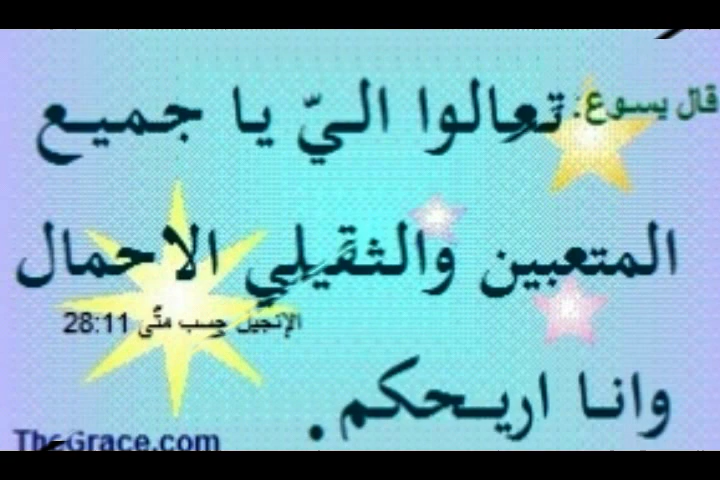 قال يسوع: تعالوا اليّ يا جميع
المتعبين والثقيلي الاحمال
الإنجيل حسب متّى 28:11
وانا اريحكم.
TheGrace.com